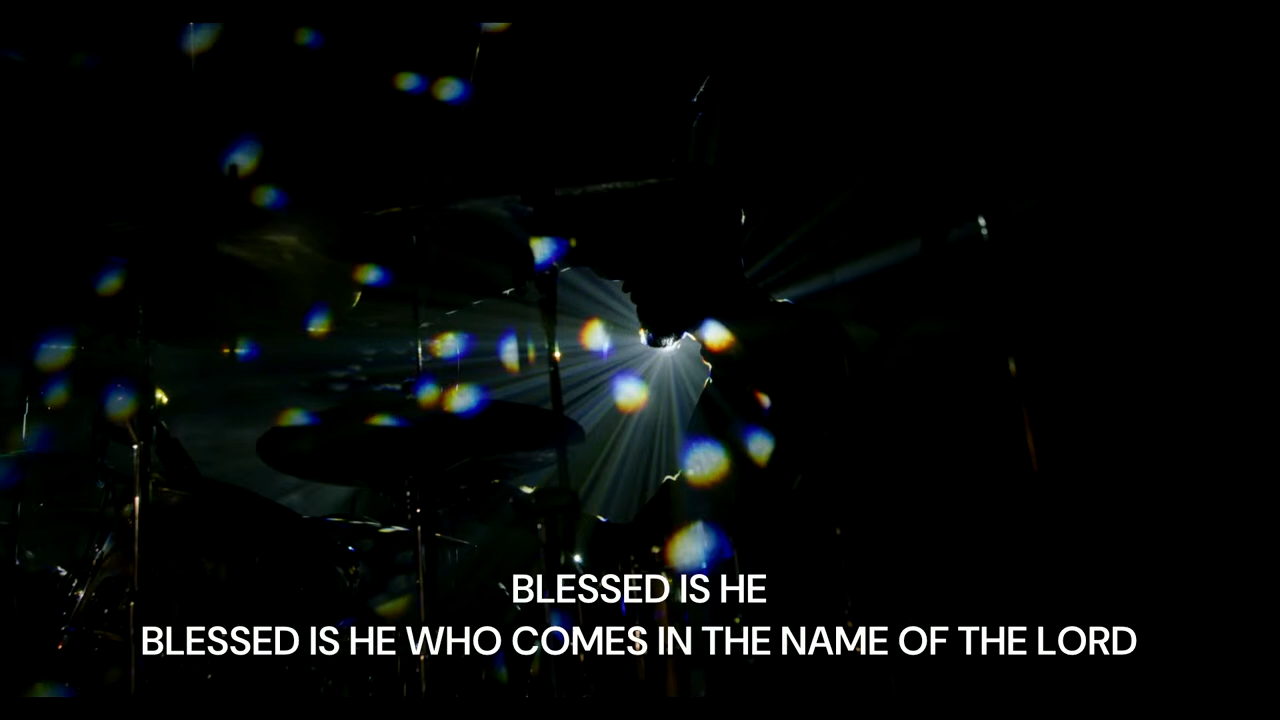 BLESSED IS HE
BLESSED IS HE WHO COMES IN THE NAME OF THE LORD